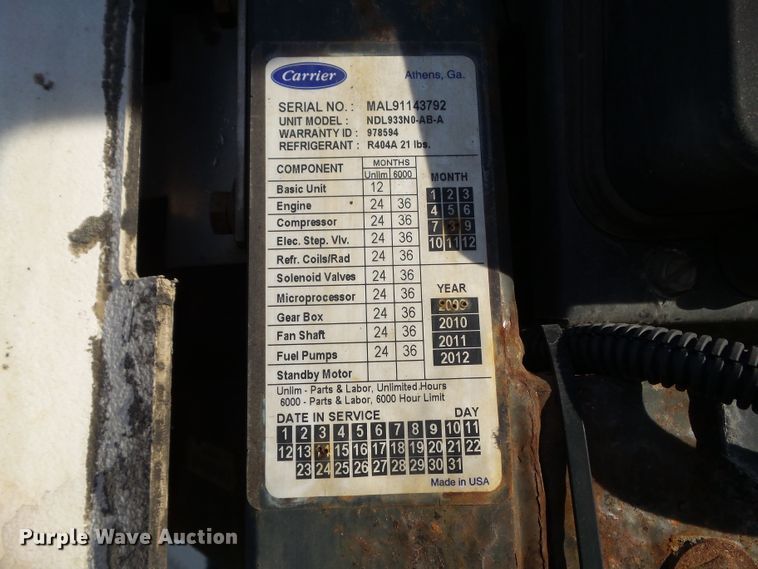 Carrier Athens, Ga.
SERIAL NO. : MAL91143792
UNIT MODEL : NDL933N0-AB-A
WARRANTY ID : 978594
REFRIGERANT : R404A 21 lbs.
COMPONENT MONTHS
Unlim 6000
Basic Unit 12
Engine 24 36
Compressor 24 36
Elec. Step. Vlv. 24 36
Refr. Coils/Rad 24 36
Solenoid Valves 24 36
Microprocessor 24 36
Gear Box 24 36
Fan Shaft 24 36
Fuel Pumps 24 36
Standby Motor
MONTH
1 2 3
4 5 6
7 8 9
10 11 12
YEAR
2009
2010
2011
2012
Unlim - Parts & Labor, Unlimited Hours
6000 - Parts & Labor, 6000 Hour Limit
DATE IN SERVICE DAY
1 2 3 4 5 6 7 8 9 10 11
12 13 14 15 16 17 18 19 20 21 22
23 24 25 26 27 28 29 30 31
Made in USA
Purple Wave Auction